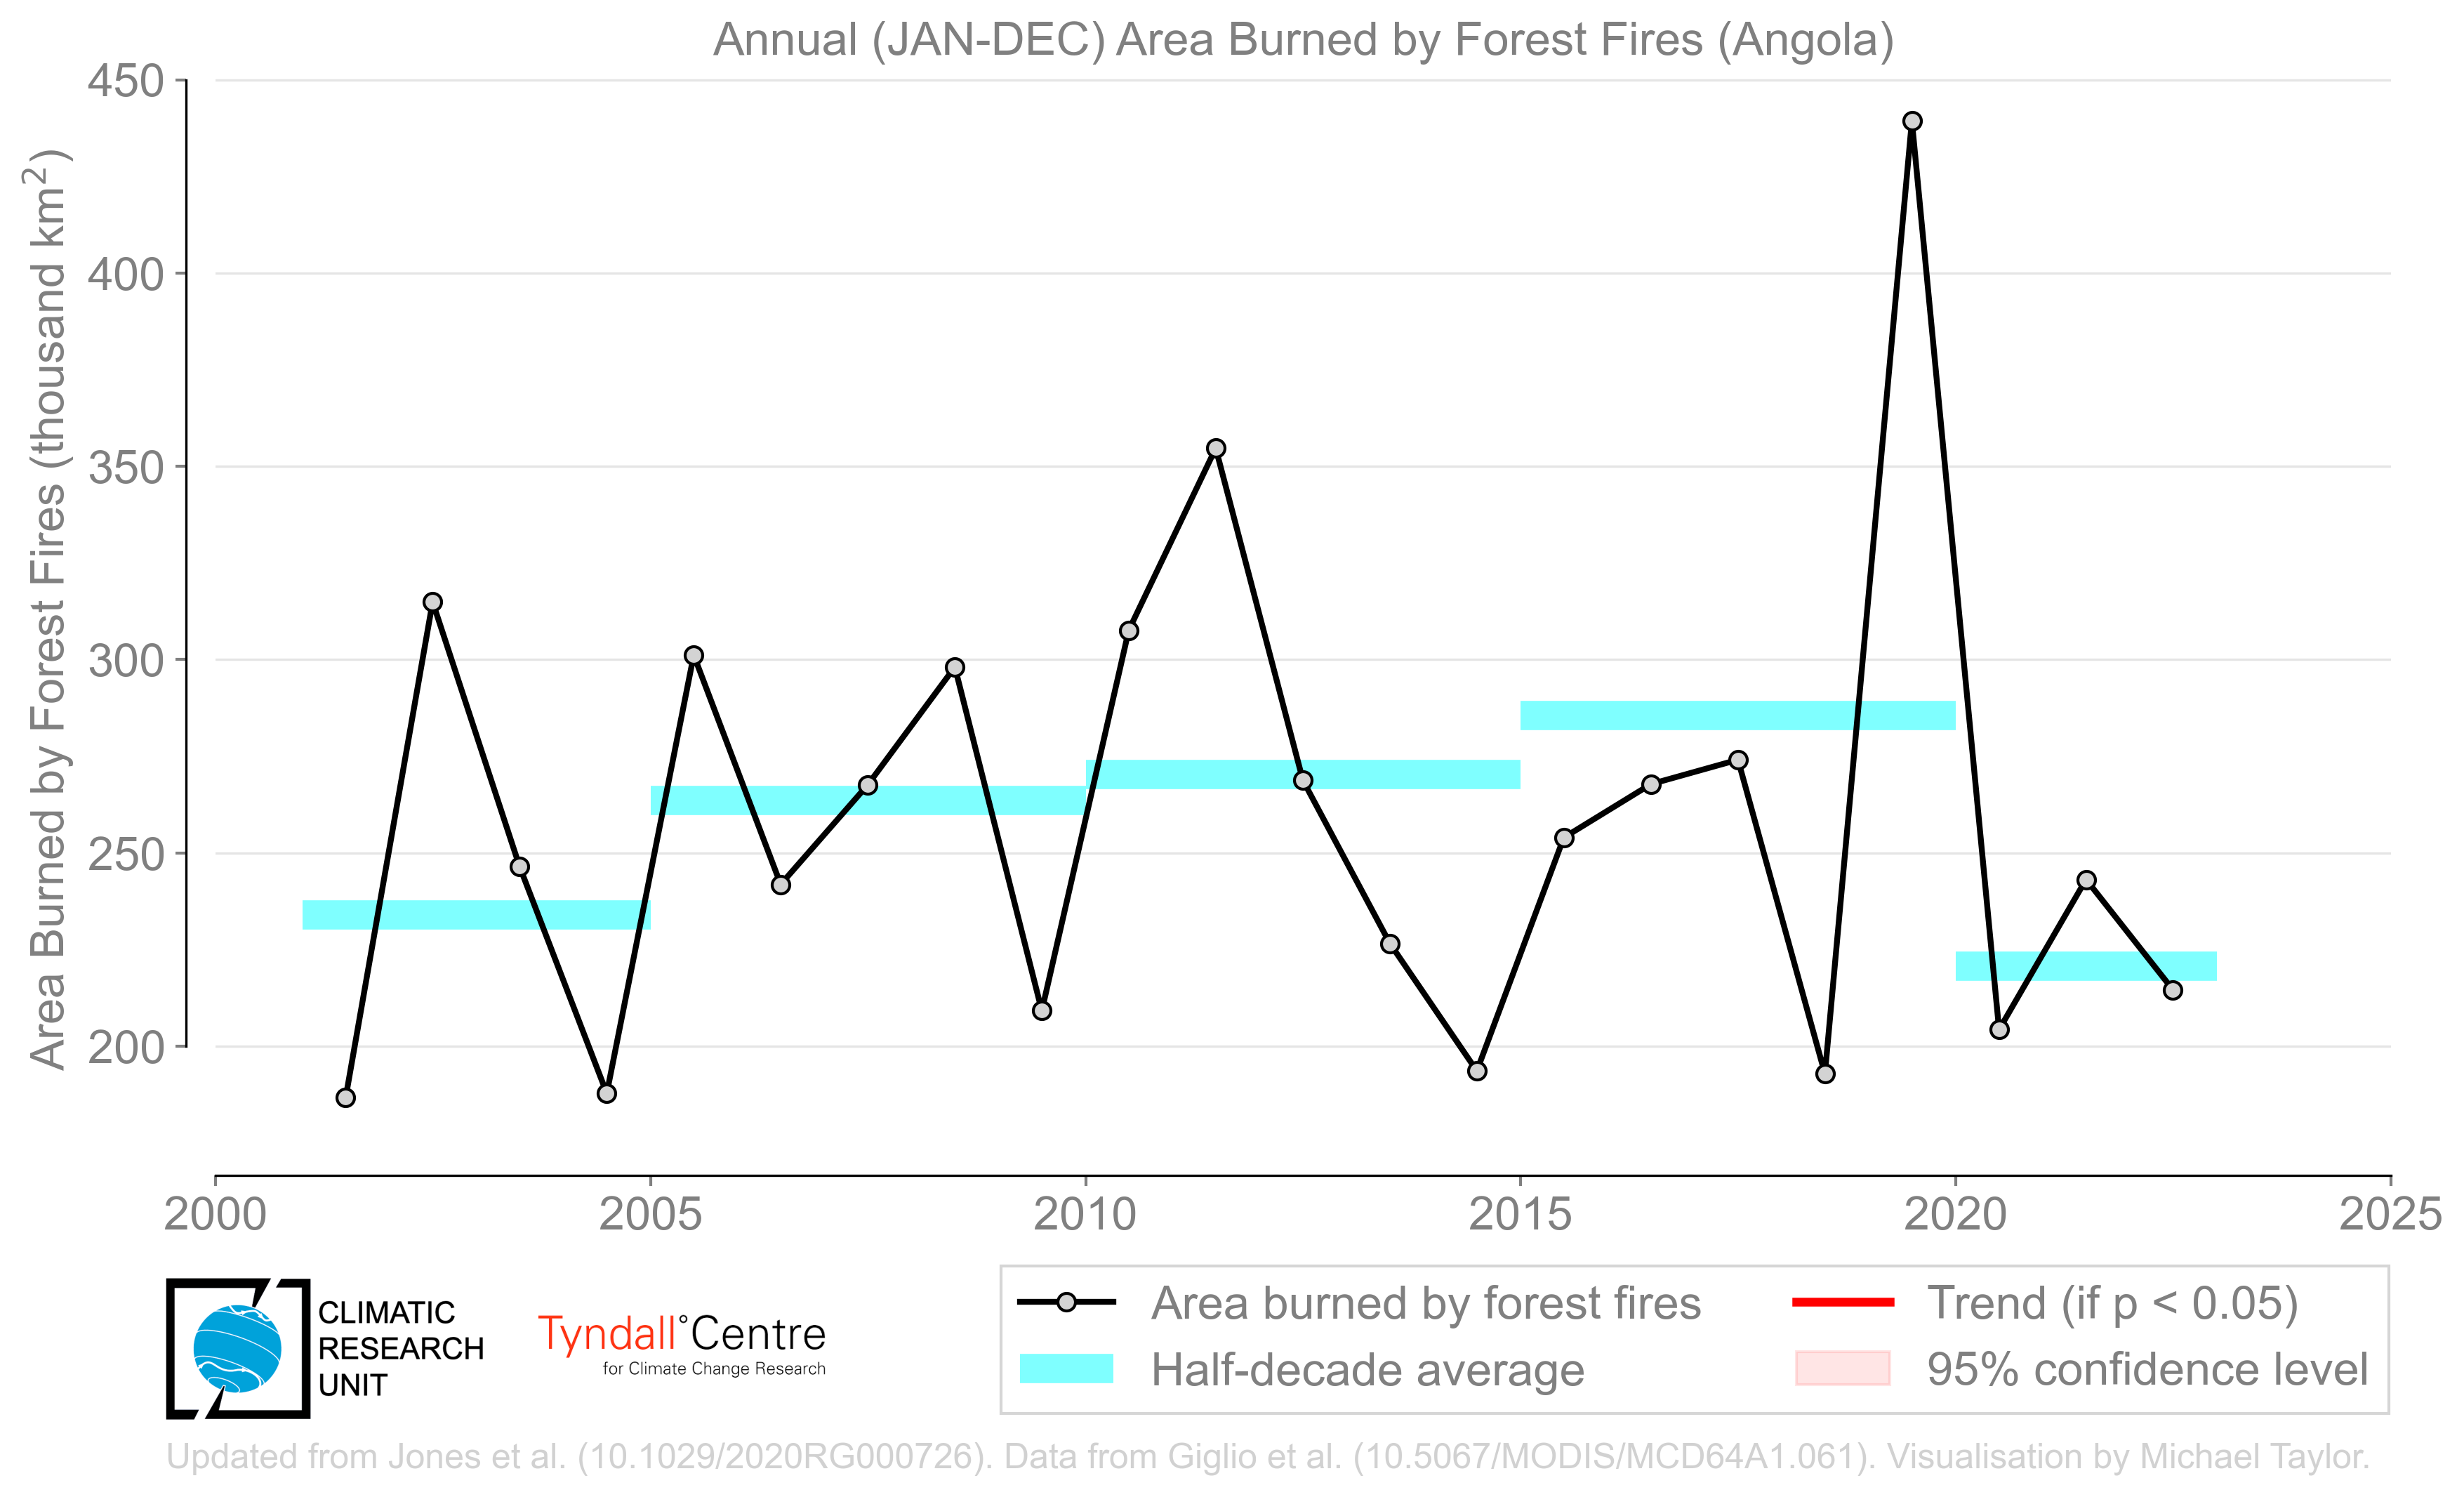 Annual (JAN-DEC) Area Burned by Forest Fires (Angola)
Area Burned by Forest Fires (thousand km²)
450
400
350
300
250
200
2000 2005 2010 2015 2020 2025
CLIMATIC
RESEARCH
UNIT
Tyndall°Centre
for Climate Change Research
Area burned by forest fires
Half-decade average
Trend (if p < 0.05)
95% confidence level
Updated from Jones et al. (10.1029/2020RG000726). Data from Giglio et al. (10.5067/MODIS/MCD64A1.061). Visualisation by Michael Taylor.